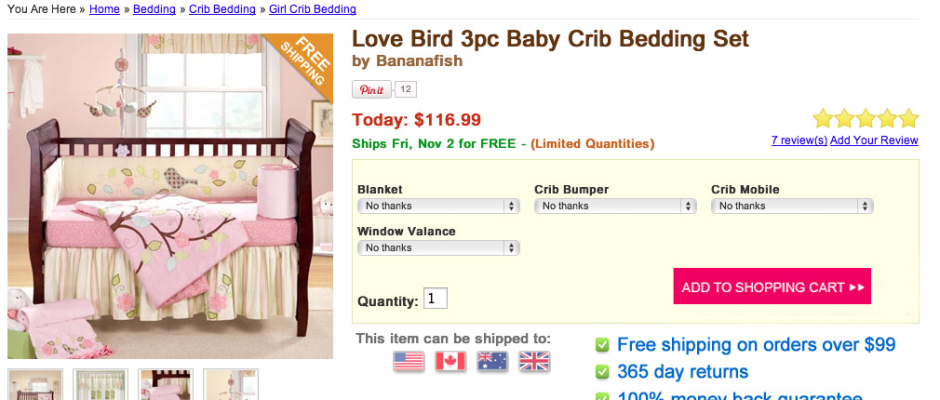 You Are Here » Home » Bedding » Crib Bedding » Girl Crib Bedding
FREE
SHIPPING
Love Bird 3pc Baby Crib Bedding Set
by Bananafish
Pin it 12
Today: $116.99
7 review(s) Add Your Review
Ships Fri, Nov 2 for FREE - (Limited Quantities)
Blanket Crib Bumper Crib Mobile
No thanks No thanks No thanks
Window Valance
No thanks
Quantity: 1
ADD TO SHOPPING CART
This item can be shipped to:
Free shipping on orders over $99
365 day returns
100% money back guarantee